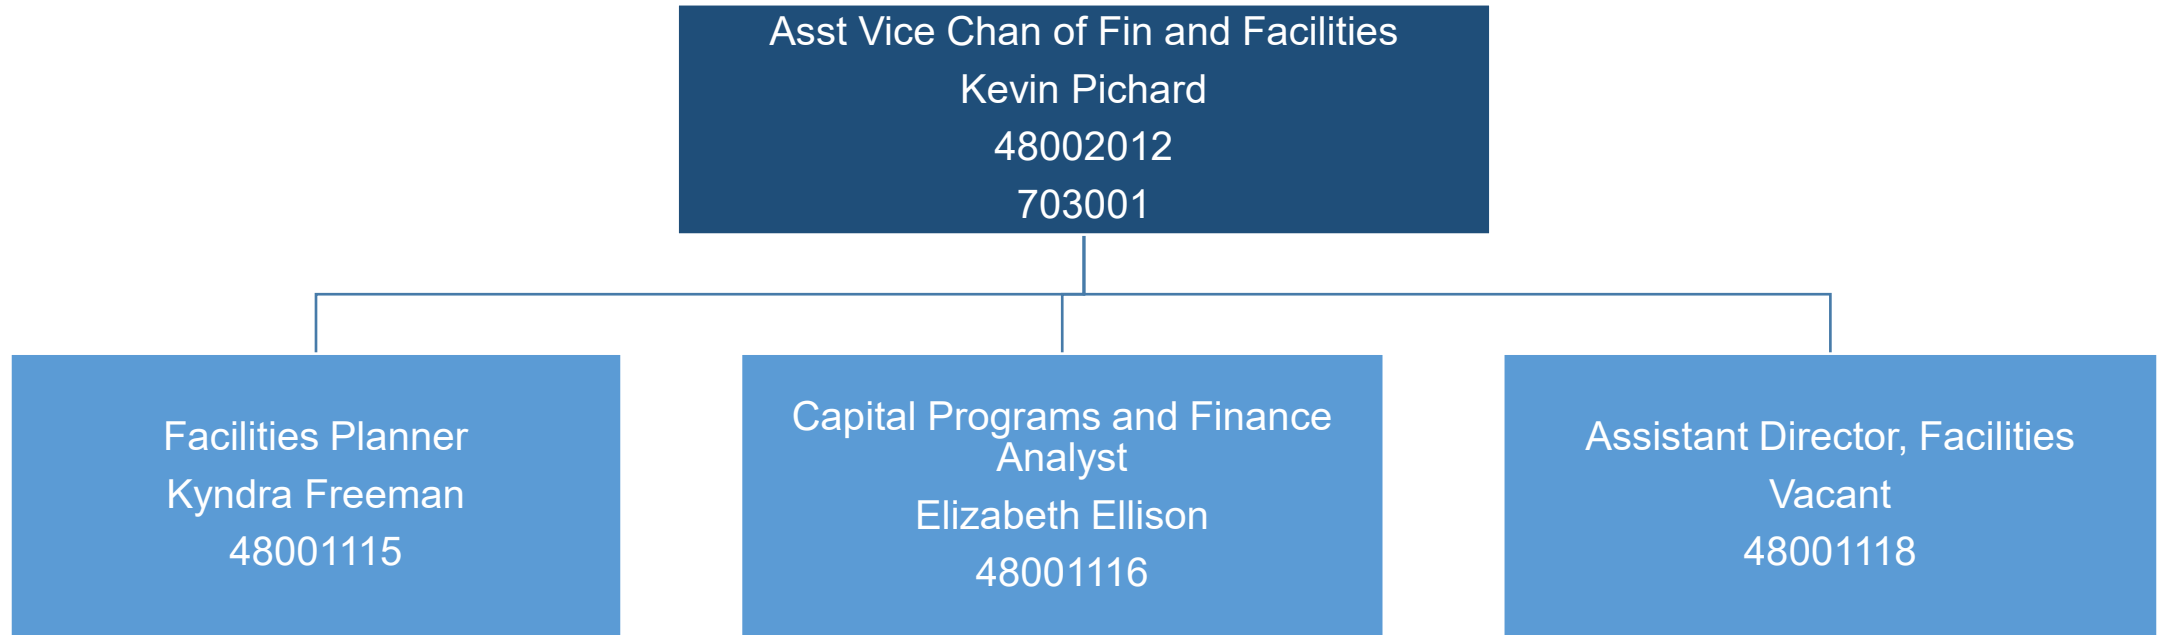 Asst Vice Chan of Fin and Facilities
Kevin Pichard
48002012
703001
Facilities Planner
Kyndra Freeman
48001115
Capital Programs and Finance
Analyst
Elizabeth Ellison
48001116
Assistant Director, Facilities
Vacant
48001118